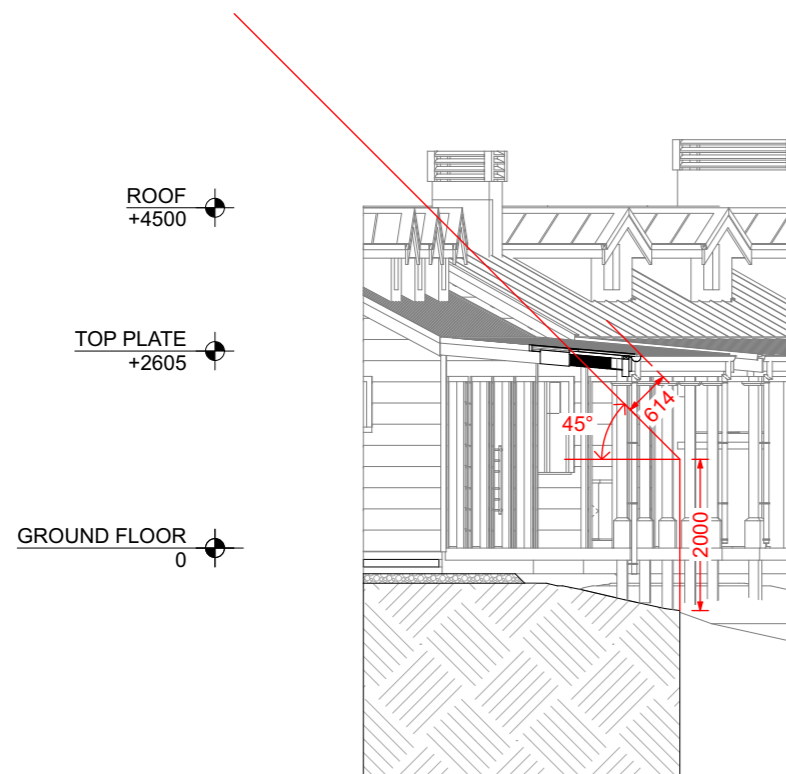 ROOF
+4500
TOP PLATE
+2605
614
45°
2000
GROUND FLOOR
0